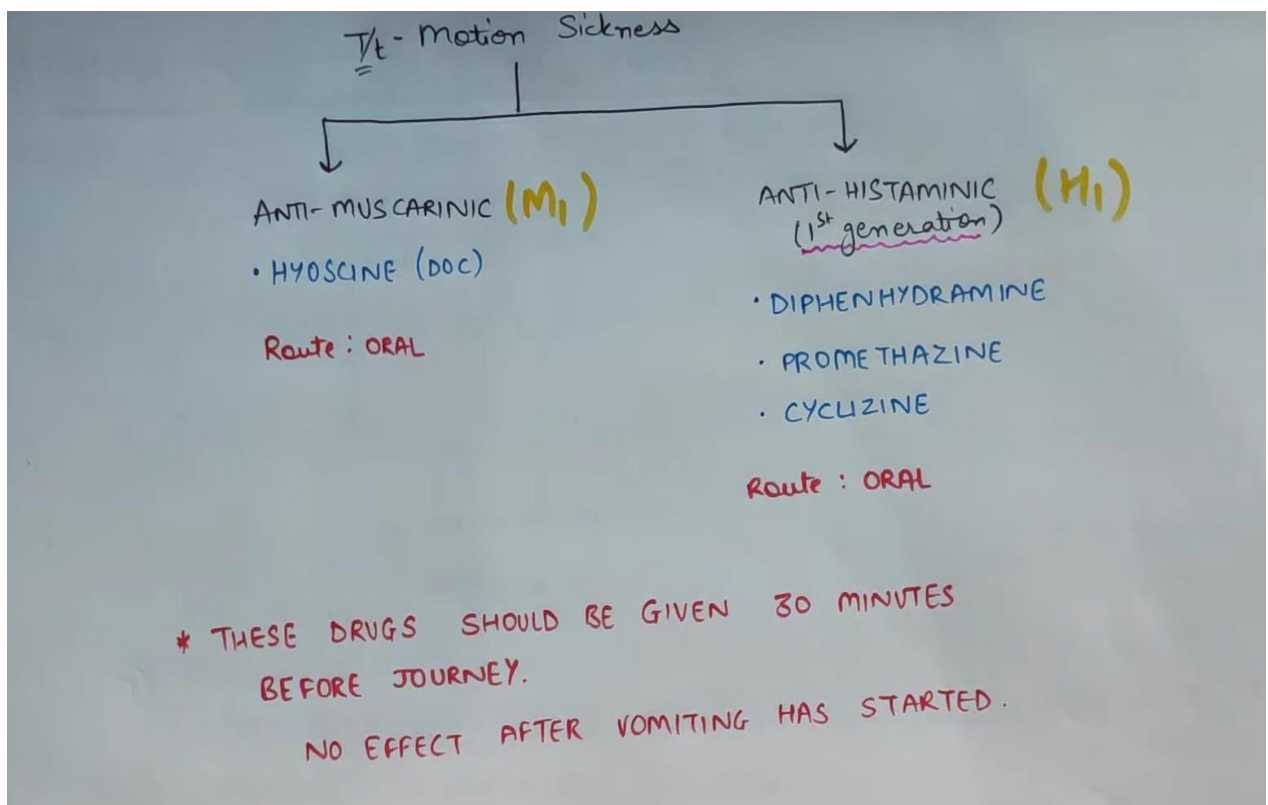 T/t - Motion Sickness
ANTI-MUSCARINIC (M1)
• HYOSCINE (DOC)
Route : ORAL
ANTI-HISTAMINIC (H1)
(1st generation)
• DIPHENHYDRAMINE
• PROMETHAZINE
• CYCLIZINE
Route : ORAL
* THESE DRUGS SHOULD BE GIVEN 30 MINUTES
BEFORE JOURNEY.
NO EFFECT AFTER VOMITING HAS STARTED.